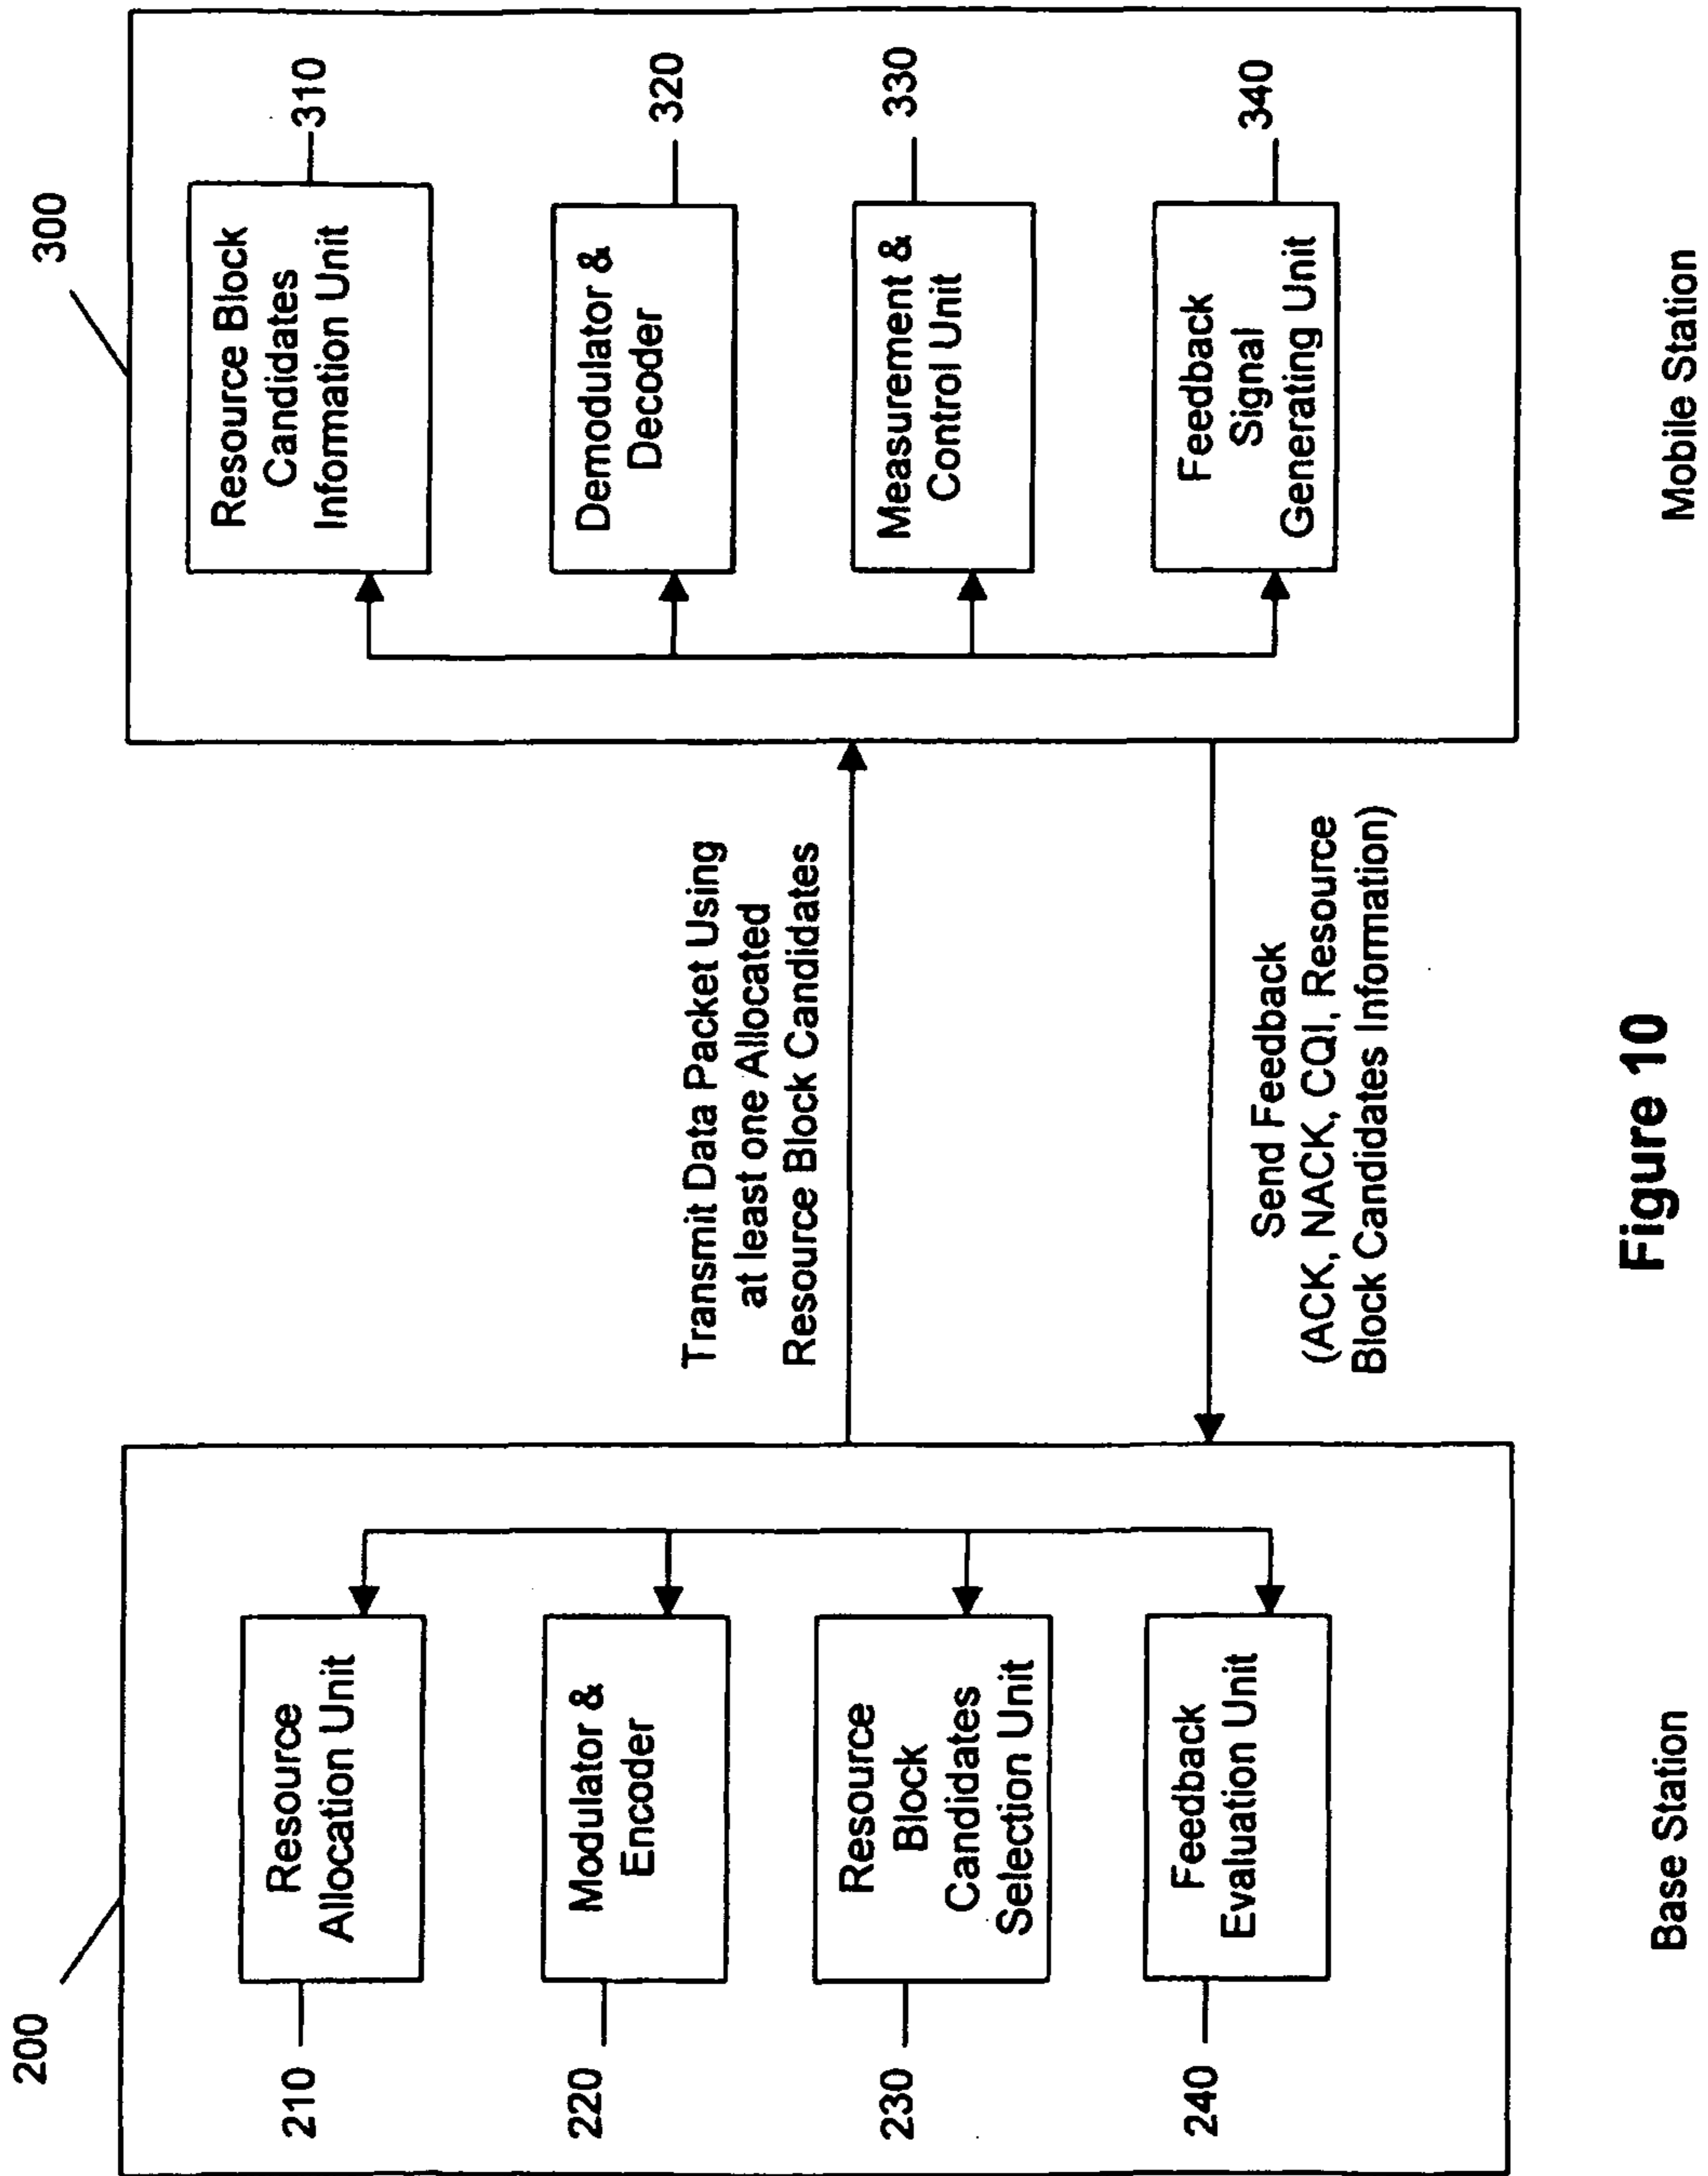 200
210
Resource
Allocation Unit
220
Modulator &
Encoder
230
Resource
Block
Candidates
Selection Unit
240
Feedback
Evaluation Unit
Base Station
Transmit Data Packet Using
at least one Allocated
Resource Block Candidates
Send Feedback
(ACK, NACK, CQI, Resource
Block Candidates Information)
300
Resource Block
Candidates
Information Unit
310
Demodulator &
Decoder
320
Measurement &
Control Unit
330
Feedback
Signal
Generating Unit
340
Mobile Station
Figure 10